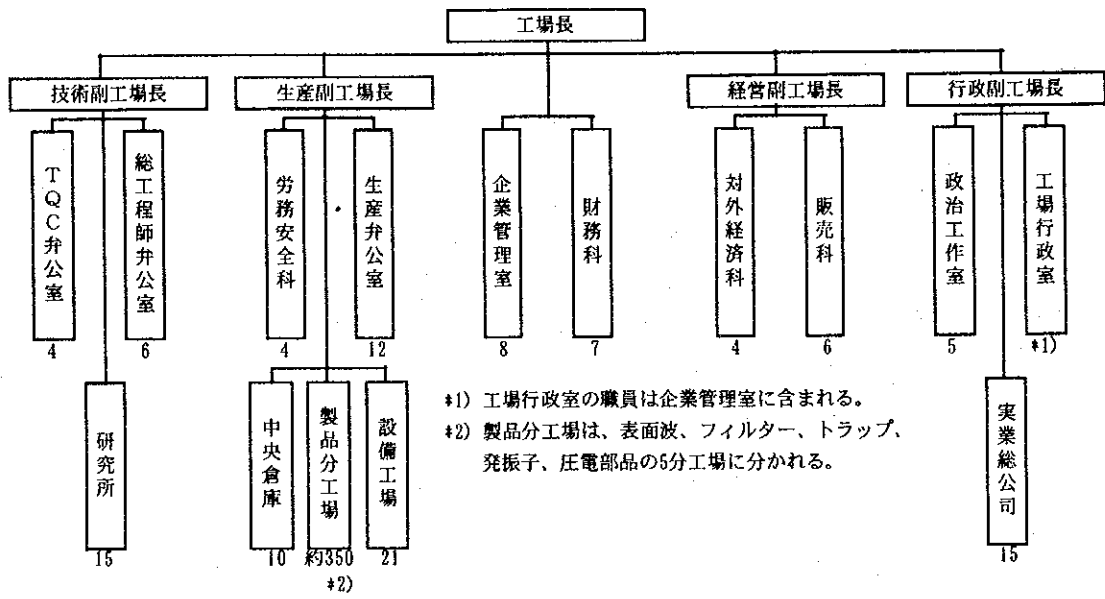 工場長
技術副工場長
生産副工場長
経営副工場長
行政副工場長
TQC弁公室
総工程師弁公室
労務安全科
生産弁公室
企業管理室
財務科
対外経済科
販売科
政治工作室
工場行政室
4
6
4
12
8
7
4
6
5
*1)
研究所
中央倉庫
製品分工場
設備工場
実業総公司
15
10
約350
21
15
*2)
*1) 工場行政室の職員は企業管理室に含まれる。
*2) 製品分工場は、表面波、フィルター、トラップ、
発振子、圧電部品の5分工場に分かれる。